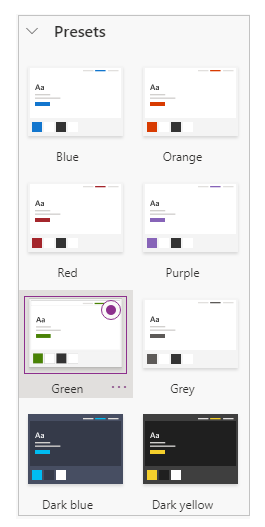 Presets
Aa
Aa
Blue
Orange
Aa
Aa
Red
Purple
Aa
Aa
Green
Grey
Aa
Aa
Dark blue
Dark yellow